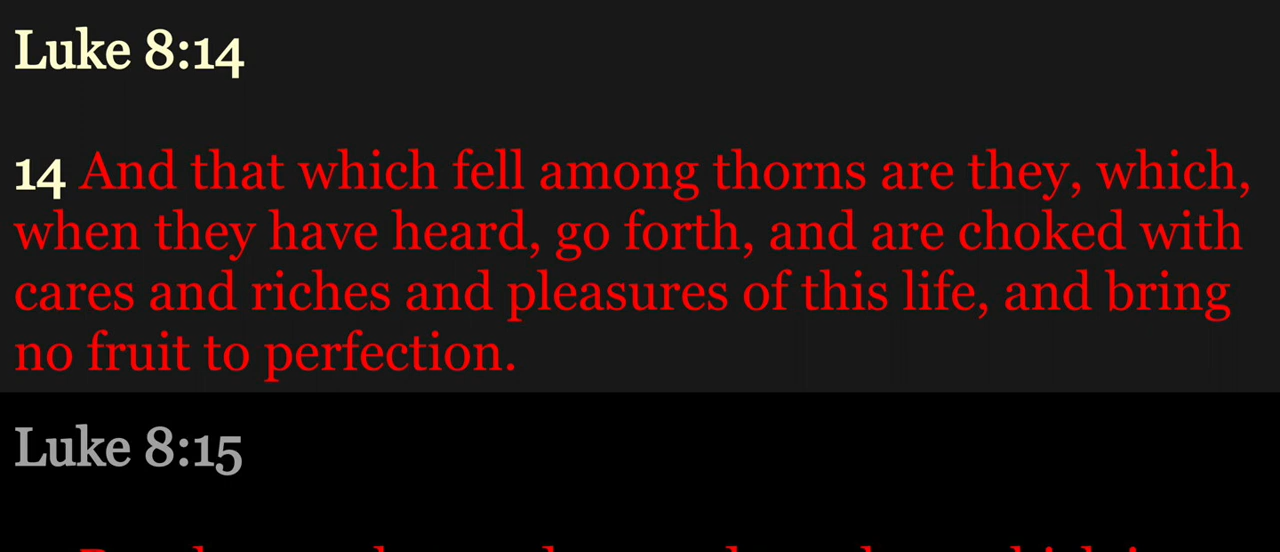 Luke 8:14
14 And that which fell among thorns are they, which,
when they have heard, go forth, and are choked with
cares and riches and pleasures of this life, and bring
no fruit to perfection.
Luke 8:15